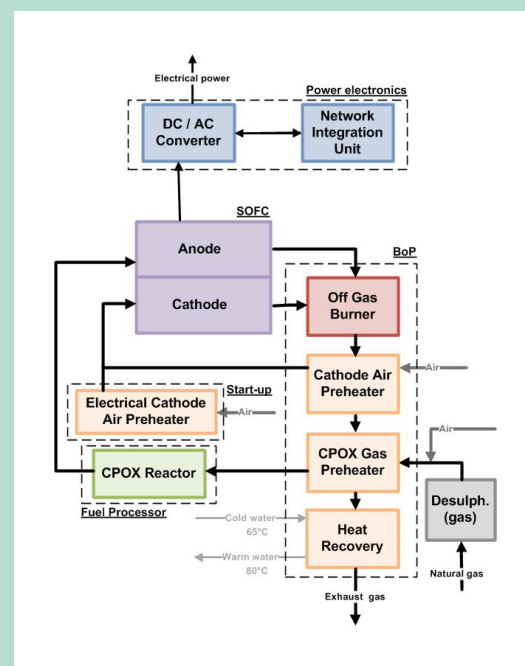 Electrical power
Power electronics
DC / AC
Converter
Network
Integration
Unit
SOFC
Anode
BoP
Cathode
Off Gas
Burner
Cathode Air
Preheater
Air
Start-up
Electrical Cathode
Air Preheater
Air
Air
CPOX Gas
Preheater
CPOX Reactor
Fuel Processor
Desulph.
(gas)
Cold water
65°C
Heat
Recovery
Warm water
80°C
Natural gas
Exhaust gas